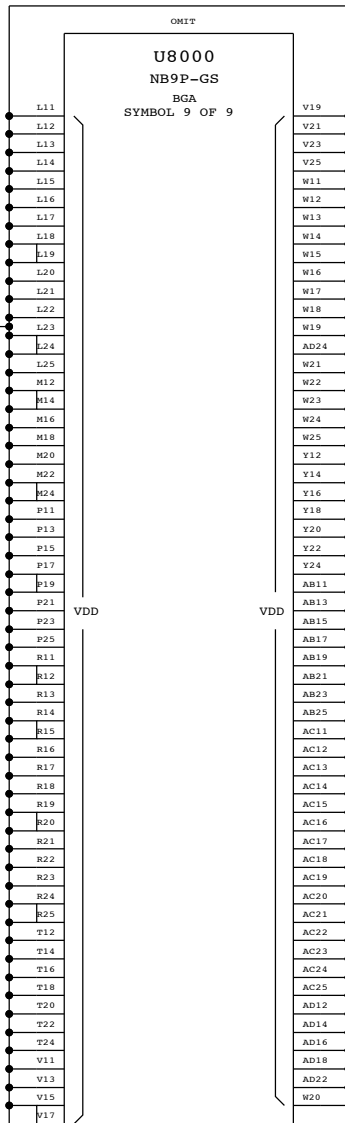 OMIT
U8000
NB9P-GS
BGA
SYMBOL 9 OF 9
L11 V19
L12 V21
L13 V23
L14 V25
L15 W11
L16 W12
L17 W13
L18 W14
L19 W15
L20 W16
L21 W17
L22 W18
L23 W19
L24 AD24
L25 W21
M12 W22
M14 W23
M16 W24
M18 W25
M20 Y12
M22 Y14
M24 Y16
P11 Y18
P13 Y20
P15 Y22
P17 Y24
P19 AB11
P21 AB13
VDD VDD
P23 AB15
P25 AB17
R11 AB19
R12 AB21
R13 AB23
R14 AB25
R15 AC11
R16 AC12
R17 AC13
R18 AC14
R19 AC15
R20 AC16
R21 AC17
R22 AC18
R23 AC19
R24 AC20
R25 AC21
T12 AC22
T14 AC23
T16 AC24
T18 AC25
T20 AD12
T22 AD14
T24 AD16
V11 AD18
V13 AD22
V15 W20
V17